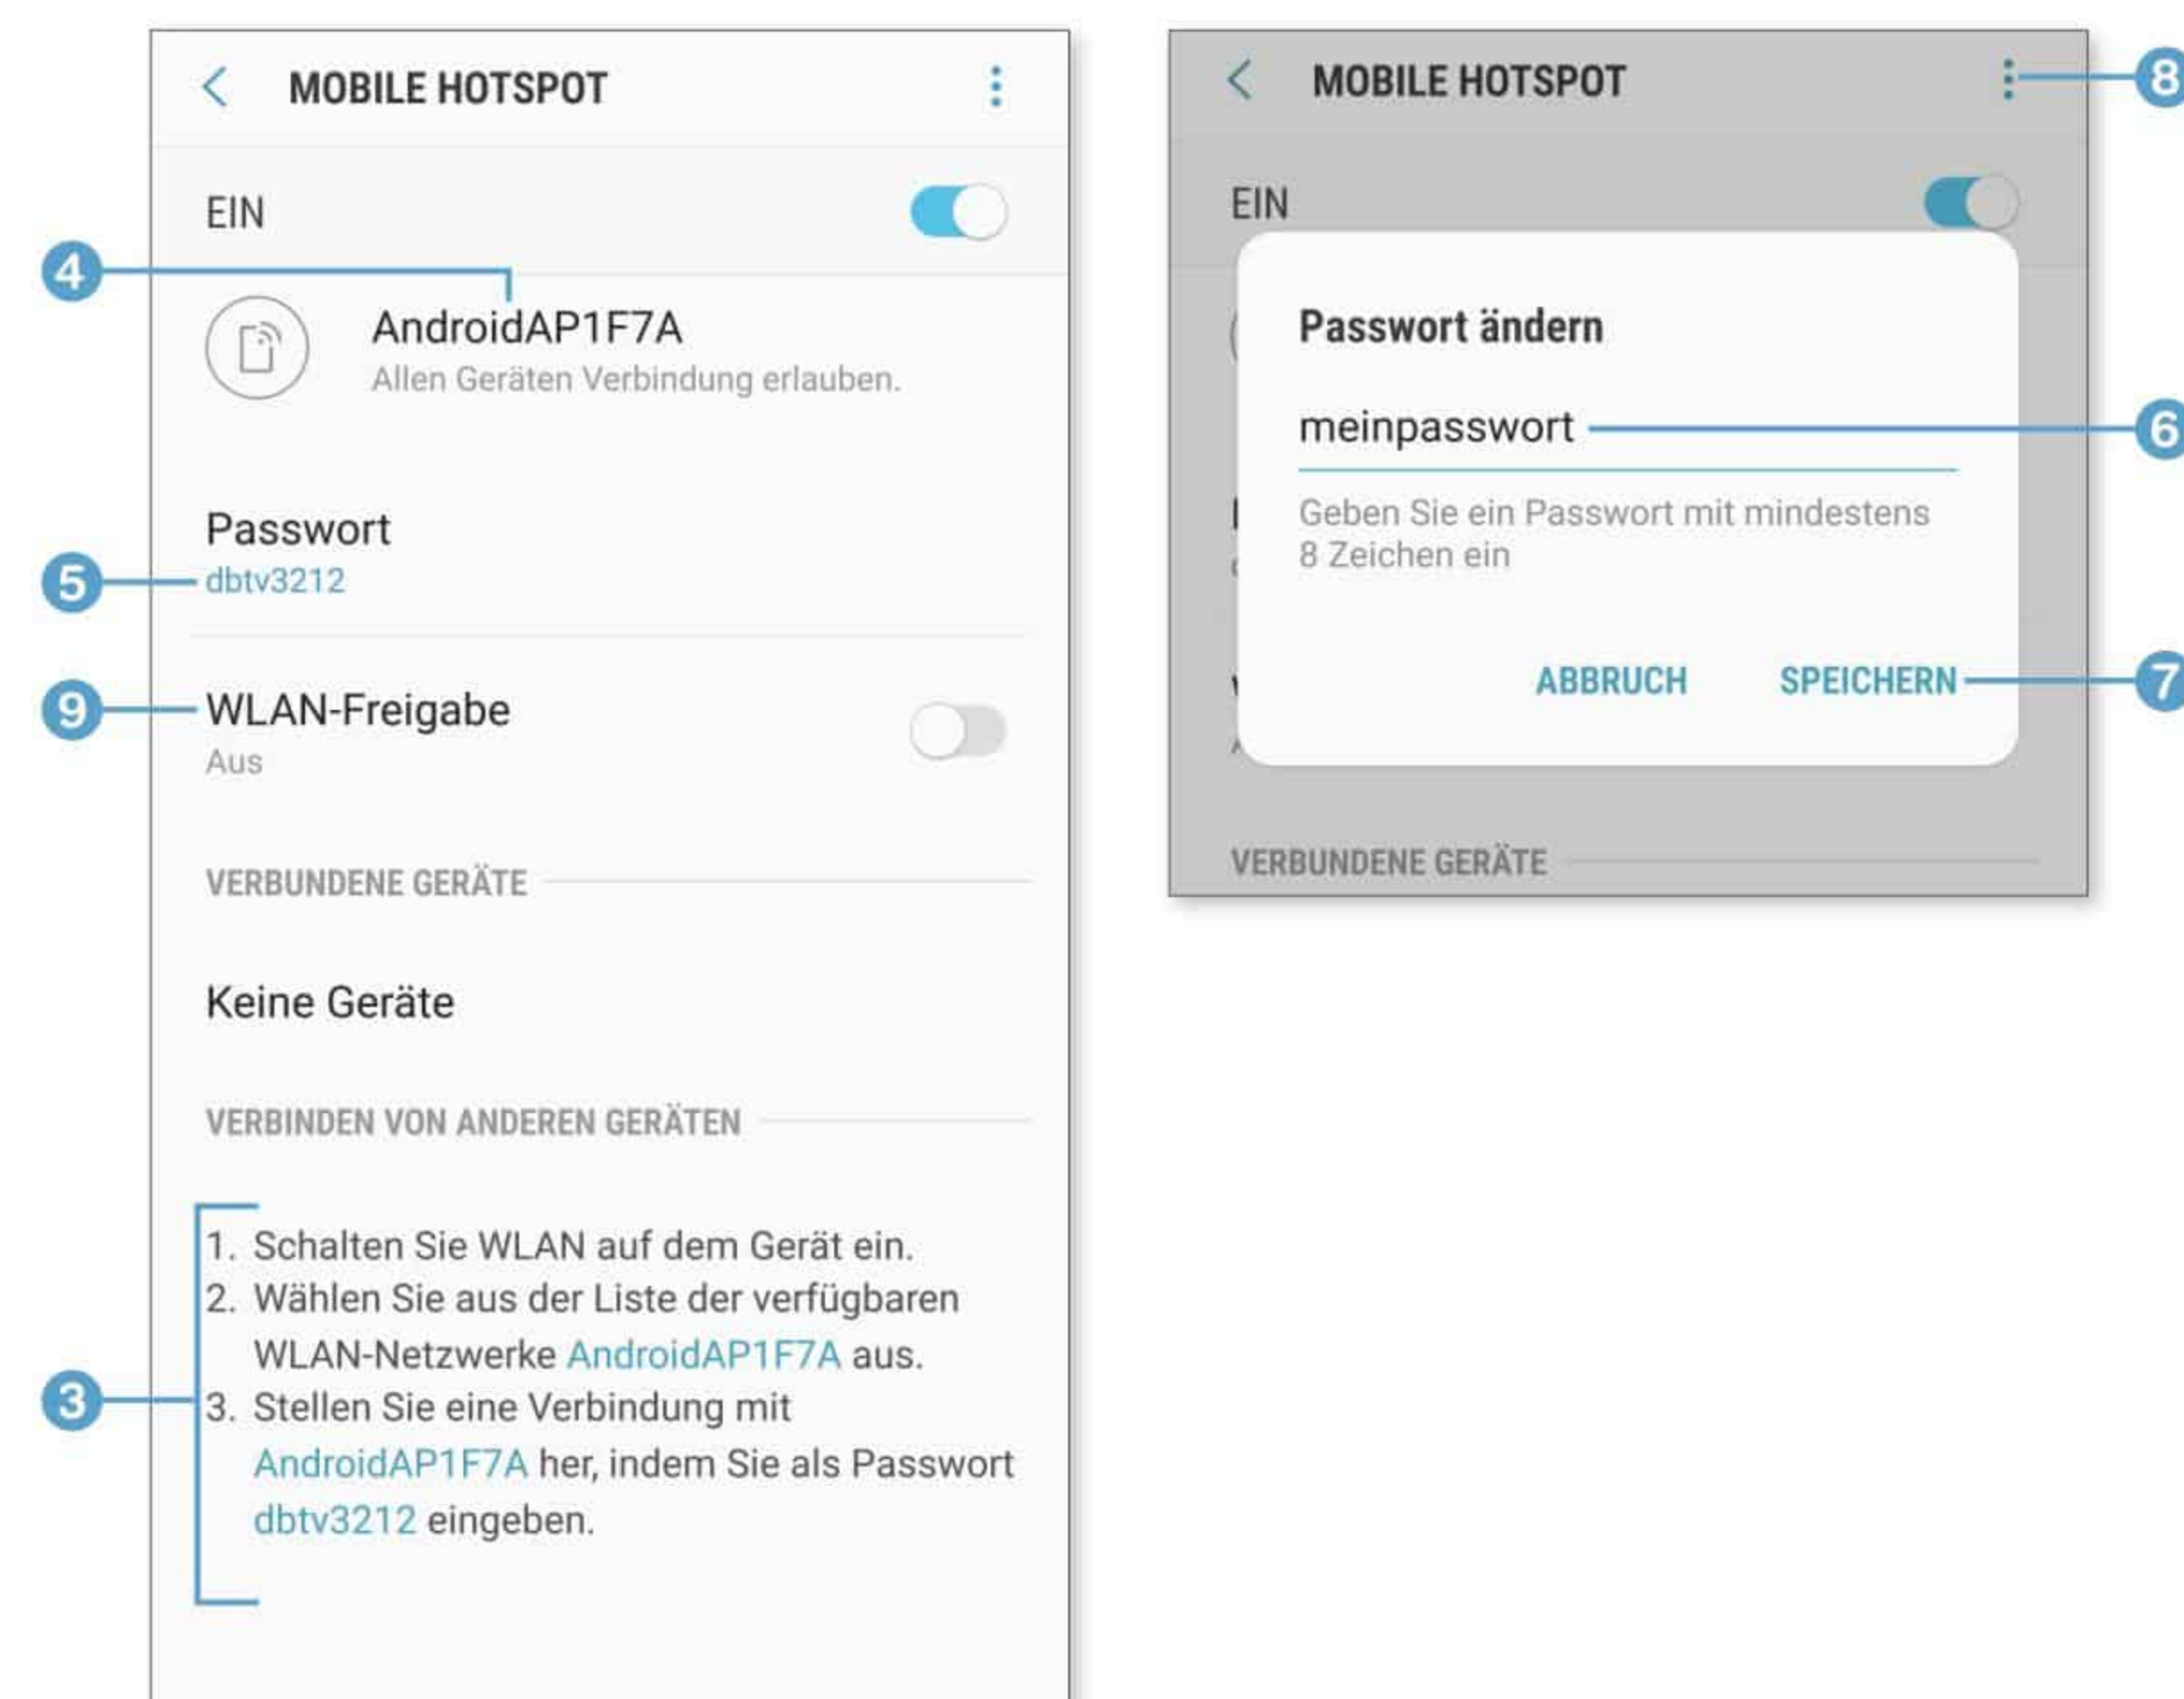 MOBILE HOTSPOT
EIN
4
AndroidAP1F7A
Allen Geräten Verbindung erlauben.
Passwort
5
dbtv3212
9
WLAN-Freigabe
Aus
VERBUNDENE GERÄTE
Keine Geräte
VERBINDEN VON ANDEREN GERÄTEN
1. Schalten Sie WLAN auf dem Gerät ein.
2. Wählen Sie aus der Liste der verfügbaren
WLAN-Netzwerke AndroidAP1F7A aus.
3
3. Stellen Sie eine Verbindung mit
AndroidAP1F7A her, indem Sie als Passwort
dbtv3212 eingeben.
MOBILE HOTSPOT
8
EIN
Passwort ändern
meinpasswort
6
Geben Sie ein Passwort mit mindestens
8 Zeichen ein
ABBRUCH SPEICHERN
7
VERBUNDENE GERÄTE